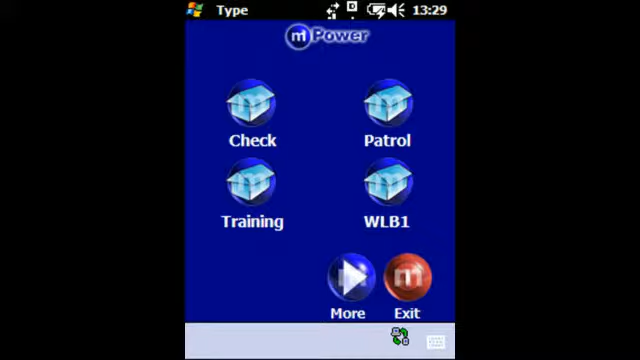 Type 13:29
mPower
Check Patrol
Training WLB1
More Exit